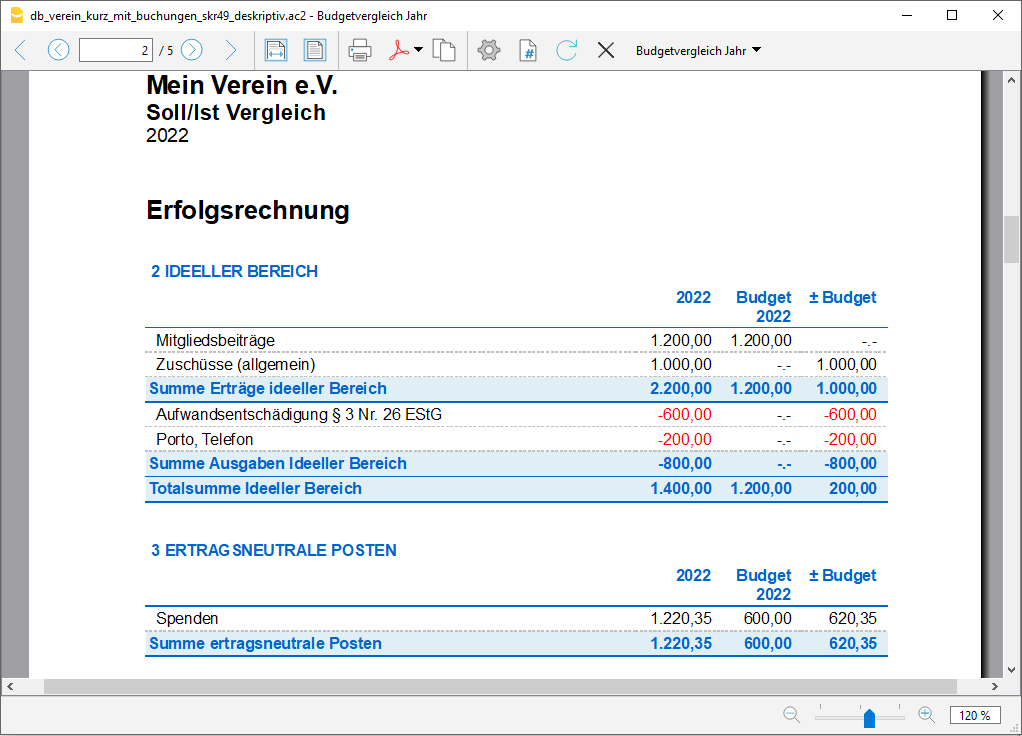 db_verein_kurz_mit_buchungen_skr49_deskriptiv.ac2 - Budgetvergleich Jahr
2 / 5 Budgetvergleich Jahr
Mein Verein e.V.
Soll/Ist Vergleich
2022
Erfolgsrechnung
2 IDEELLER BEREICH
2022 Budget 2022 ± Budget
Mitgliedsbeiträge 1.200,00 1.200,00 -.-
Zuschüsse (allgemein) 1.000,00 -.- 1.000,00
Summe Erträge ideeller Bereich 2.200,00 1.200,00 1.000,00
Aufwandsentschädigung § 3 Nr. 26 EStG -600,00 -.- -600,00
Porto, Telefon -200,00 -.- -200,00
Summe Ausgaben Ideeller Bereich -800,00 -.- -800,00
Totalsumme Ideeller Bereich 1.400,00 1.200,00 200,00
3 ERTRAGSNEUTRALE POSTEN
2022 Budget 2022 ± Budget
Spenden 1.220,35 600,00 620,35
Summe ertragsneutrale Posten 1.220,35 600,00 620,35
120 %